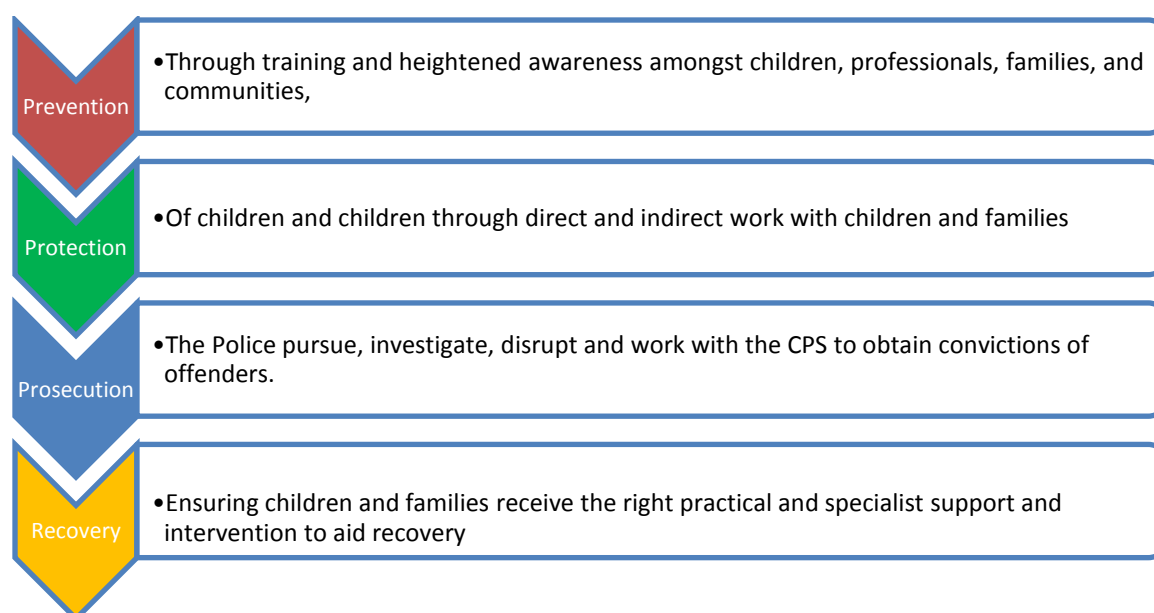 Prevention
•Through training and heightened awareness amongst children, professionals, families, and
communities,
Protection
•Of children and children through direct and indirect work with children and families
Prosecution
•The Police pursue, investigate, disrupt and work with the CPS to obtain convictions of
offenders.
Recovery
•Ensuring children and families receive the right practical and specialist support and
intervention to aid recovery